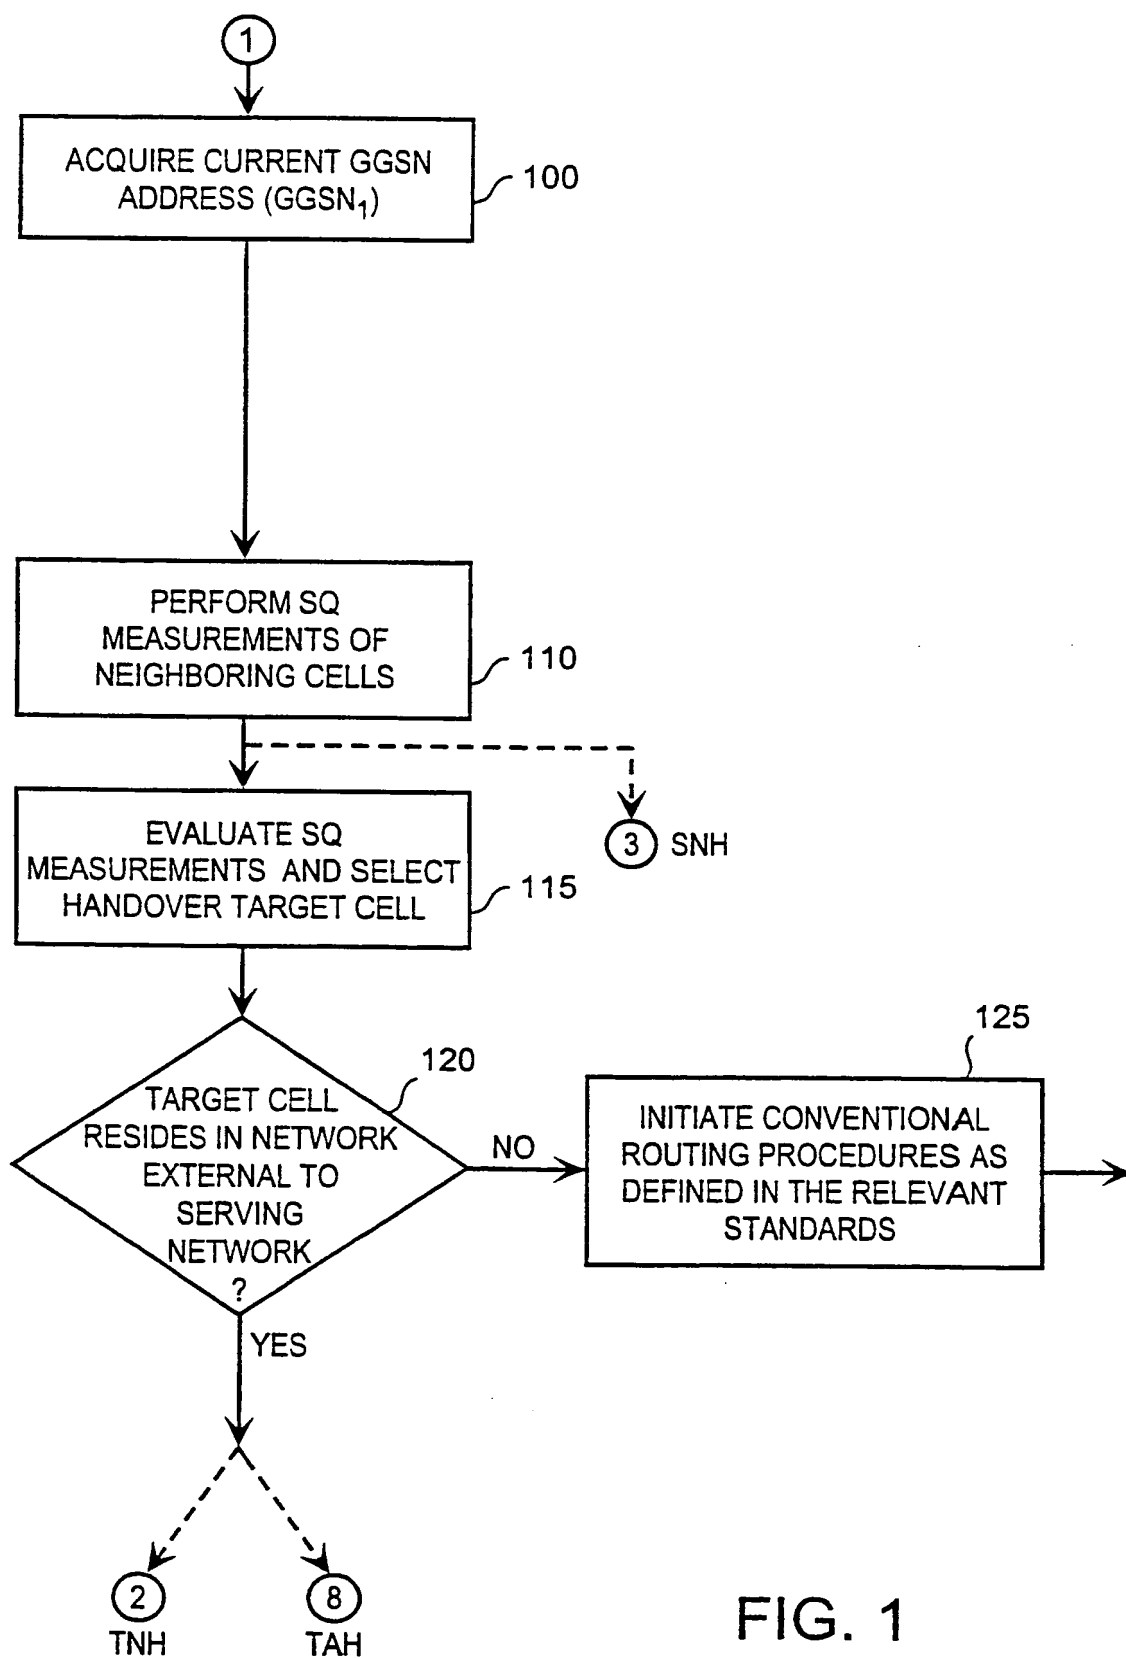 1
ACQUIRE CURRENT GGSN
ADDRESS (GGSN1)
100
PERFORM SQ
MEASUREMENTS OF
NEIGHBORING CELLS
110
EVALUATE SQ
MEASUREMENTS AND SELECT
HANDOVER TARGET CELL
115
3 SNH
120
TARGET CELL
RESIDES IN NETWORK
EXTERNAL TO
SERVING
NETWORK
?
NO
125
INITIATE CONVENTIONAL
ROUTING PROCEDURES AS
DEFINED IN THE RELEVANT
STANDARDS
YES
2
TNH
8
TAH
FIG. 1